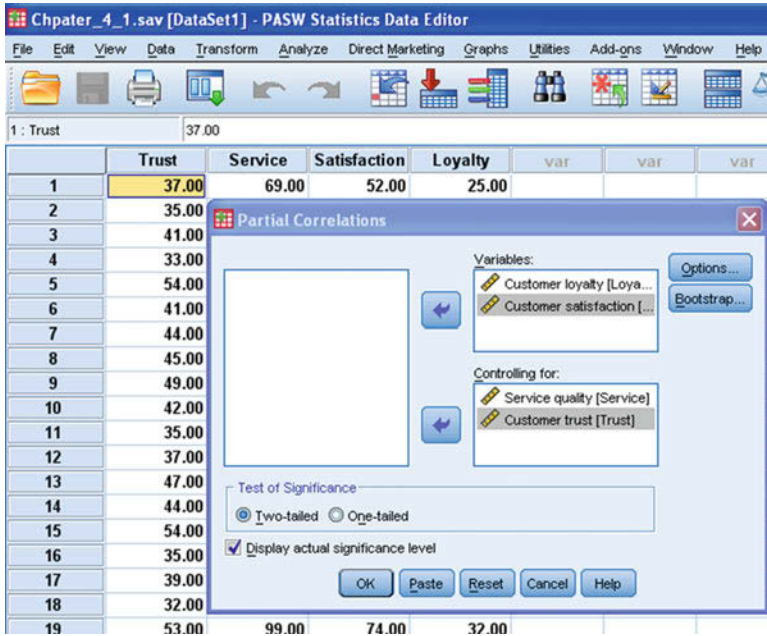 Chpater_4_1.sav [DataSet1] - PASW Statistics Data Editor
File Edit View Data Transform Analyze Direct Marketing Graphs Utilities Add-ons Window Help
1 : Trust 37.00
Trust Service Satisfaction Loyalty var var var
1 37.00 69.00 52.00 25.00
2 35.00
3 41.00
4 33.00
5 54.00
6 41.00
7 44.00
8 45.00
9 49.00
10 42.00
11 35.00
12 37.00
13 47.00
14 44.00
15 54.00
16 35.00
17 39.00
18 32.00
19 53.00 99.00 74.00 32.00
Partial Correlations
Variables:
Customer loyalty [Loya...
Customer satisfaction [...
Options...
Bootstrap...
Controlling for:
Service quality [Service]
Customer trust [Trust]
Test of Significance
Two-tailed One-tailed
Display actual significance level
OK Paste Reset Cancel Help